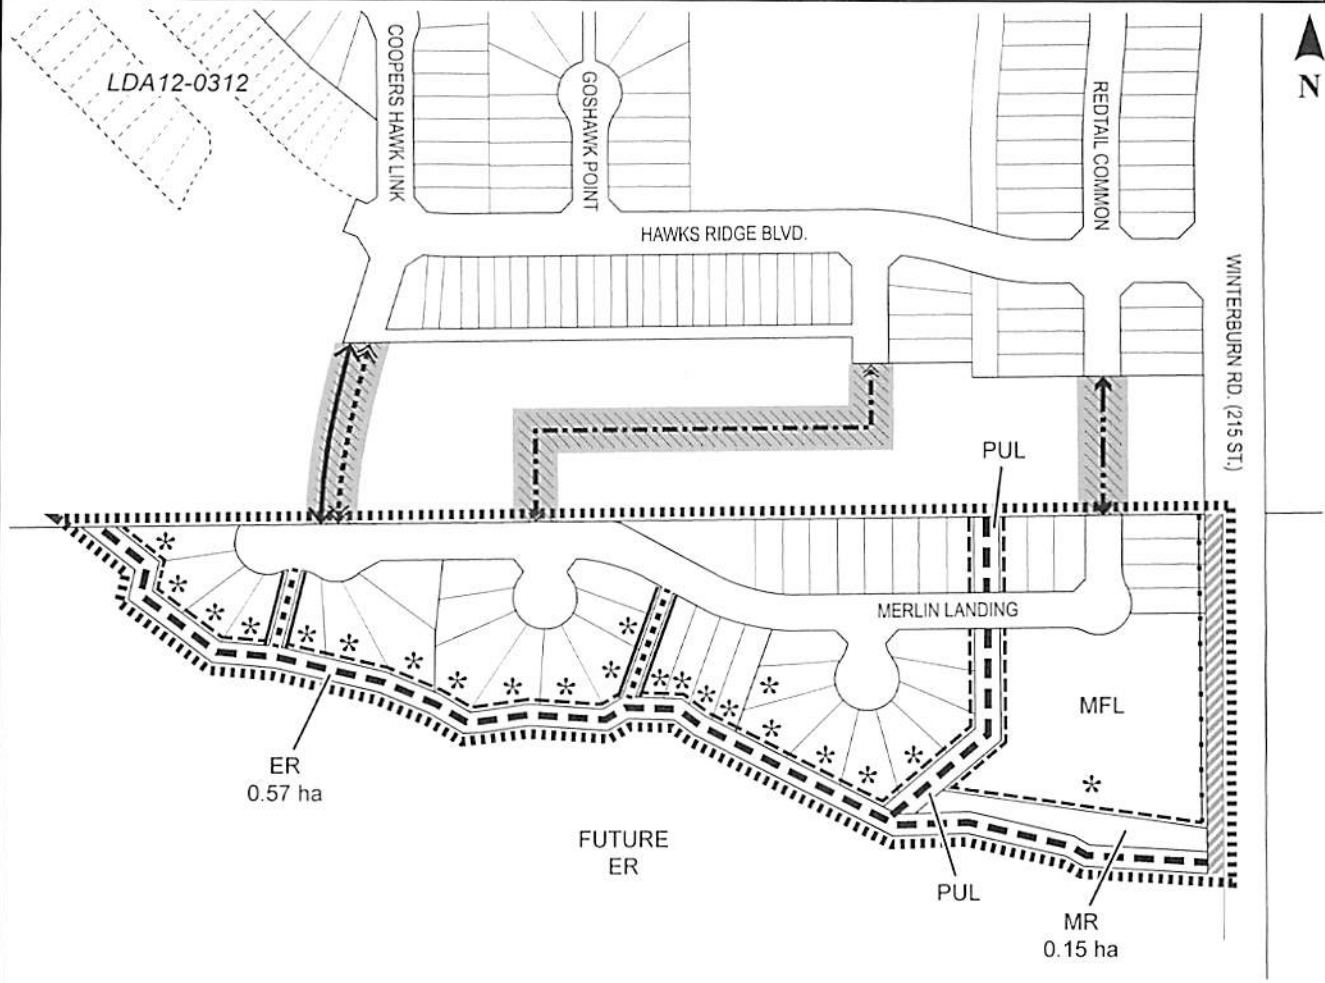 LDA12-0312
COOPERS HAWK LINK
GOSHAWK POINT
REDTAIL COMMON
N
HAWKS RIDGE BLVD.
WINTERBURN RD. (215 ST.)
PUL
MERLIN LANDING
MFL
ER
0.57 ha
FUTURE
ER
PUL
MR
0.15 ha